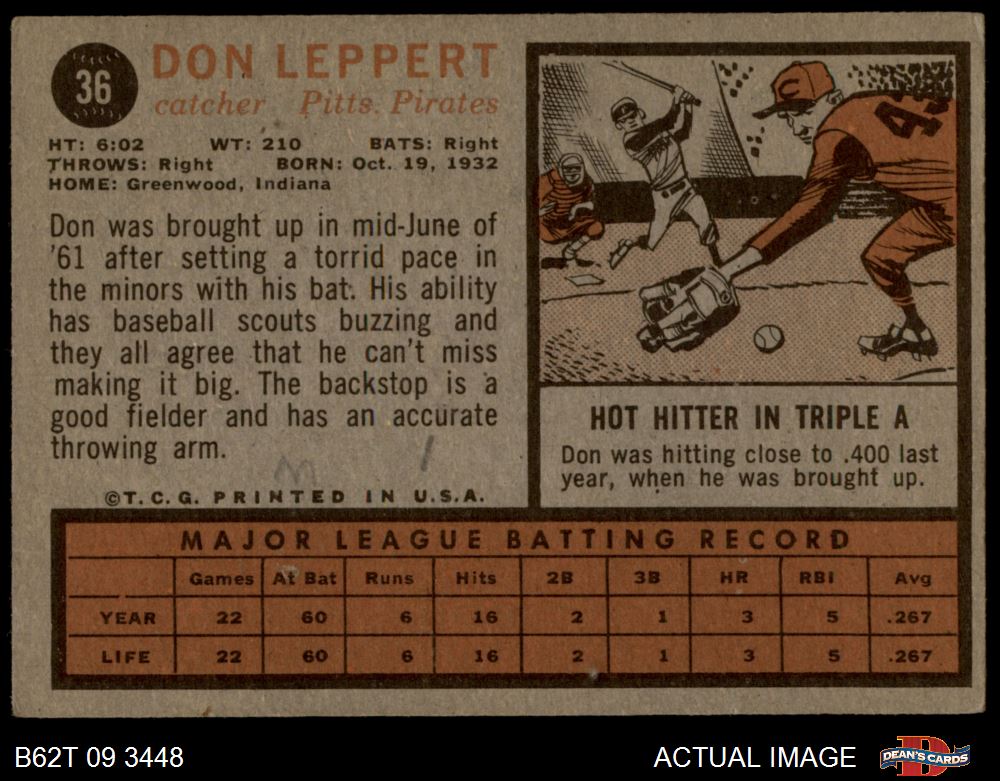 36
DON LEPPERT
catcher Pitts. Pirates
HT: 6:02 WT: 210 BATS: Right
THROWS: Right BORN: Oct. 19, 1932
HOME: Greenwood, Indiana
Don was brought up in mid-June of
'61 after setting a torrid pace in
the minors with his bat. His ability
has baseball scouts buzzing and
they all agree that he can't miss
making it big. The backstop is a
good fielder and has an accurate
throwing arm.
©T.C.G. PRINTED IN U.S.A.
C
HOT HITTER IN TRIPLE A
Don was hitting close to .400 last
year, when he was brought up.
MAJOR LEAGUE BATTING RECORD
Games At Bat Runs Hits 2B 3B HR RBI Avg
YEAR 22 60 6 16 2 1 3 5 .267
LIFE 22 60 6 16 2 1 3 5 .267
B62T 09 3448
ACTUAL IMAGE
DEAN'S CARDS